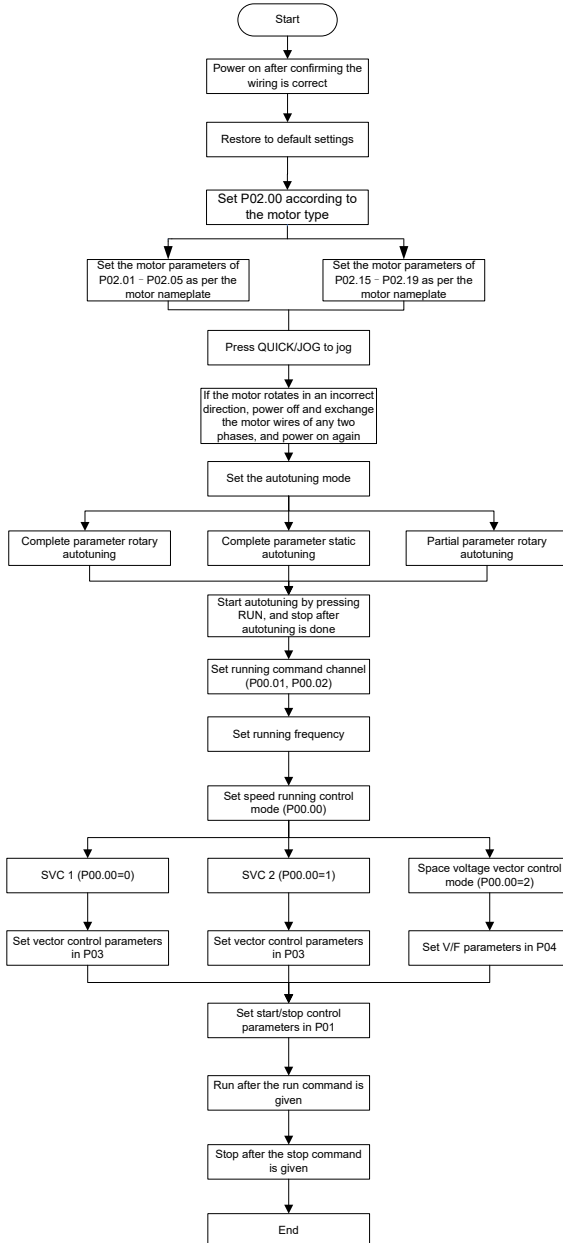 Start
Power on after confirming the
wiring is correct
Restore to default settings
Set P02.00 according to
the motor type
Set the motor parameters of
P02.01﹣P02.05 as per the
motor nameplate
Set the motor parameters of
P02.15﹣P02.19 as per the
motor nameplate
Press QUICK/JOG to jog
If the motor rotates in an incorrect
direction, power off and exchange
the motor wires of any two
phases, and power on again
Set the autotuning mode
Complete parameter rotary
autotuning
Complete parameter static
autotuning
Partial parameter rotary
autotuning
Start autotuning by pressing
RUN, and stop after
autotuning is done
Set running command channel
(P00.01, P00.02)
Set running frequency
Set speed running control
mode (P00.00)
SVC 1 (P00.00=0)
SVC 2 (P00.00=1)
Space voltage vector control
mode (P00.00=2)
Set vector control parameters
in P03
Set vector control parameters
in P03
Set V/F parameters in P04
Set start/stop control
parameters in P01
Run after the run command is
given
Stop after the stop command
is given
End